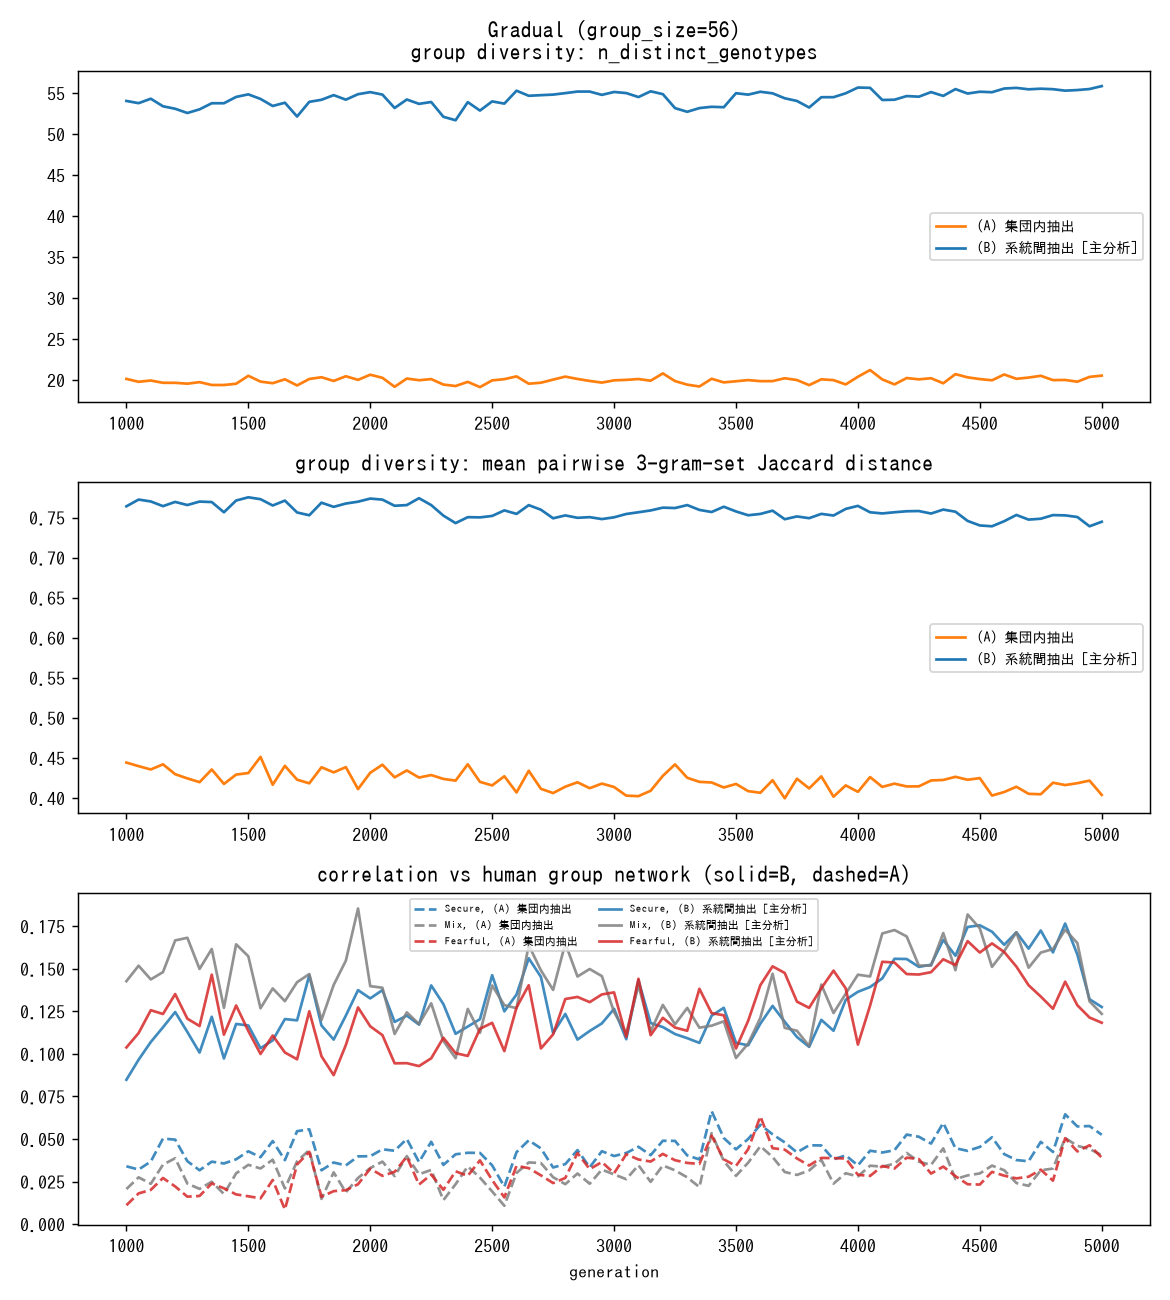 Gradual (group_size=56)
group diversity: n_distinct_genotypes
55
50
45
40
35
30
25
20
(A) 集団内抽出
(B) 系統間抽出 [主分析]
1000 1500 2000 2500 3000 3500 4000 4500 5000
group diversity: mean pairwise 3-gram-set Jaccard distance
0.75
0.70
0.65
0.60
0.55
0.50
0.45
0.40
(A) 集団内抽出
(B) 系統間抽出 [主分析]
1000 1500 2000 2500 3000 3500 4000 4500 5000
correlation vs human group network (solid=B, dashed=A)
0.175
0.150
0.125
0.100
0.075
0.050
0.025
0.000
Secure, (A) 集団内抽出
Mix, (A) 集団内抽出
Fearful, (A) 集団内抽出
Secure, (B) 系統間抽出 [主分析]
Mix, (B) 系統間抽出 [主分析]
Fearful, (B) 系統間抽出 [主分析]
1000 1500 2000 2500 3000 3500 4000 4500 5000
generation